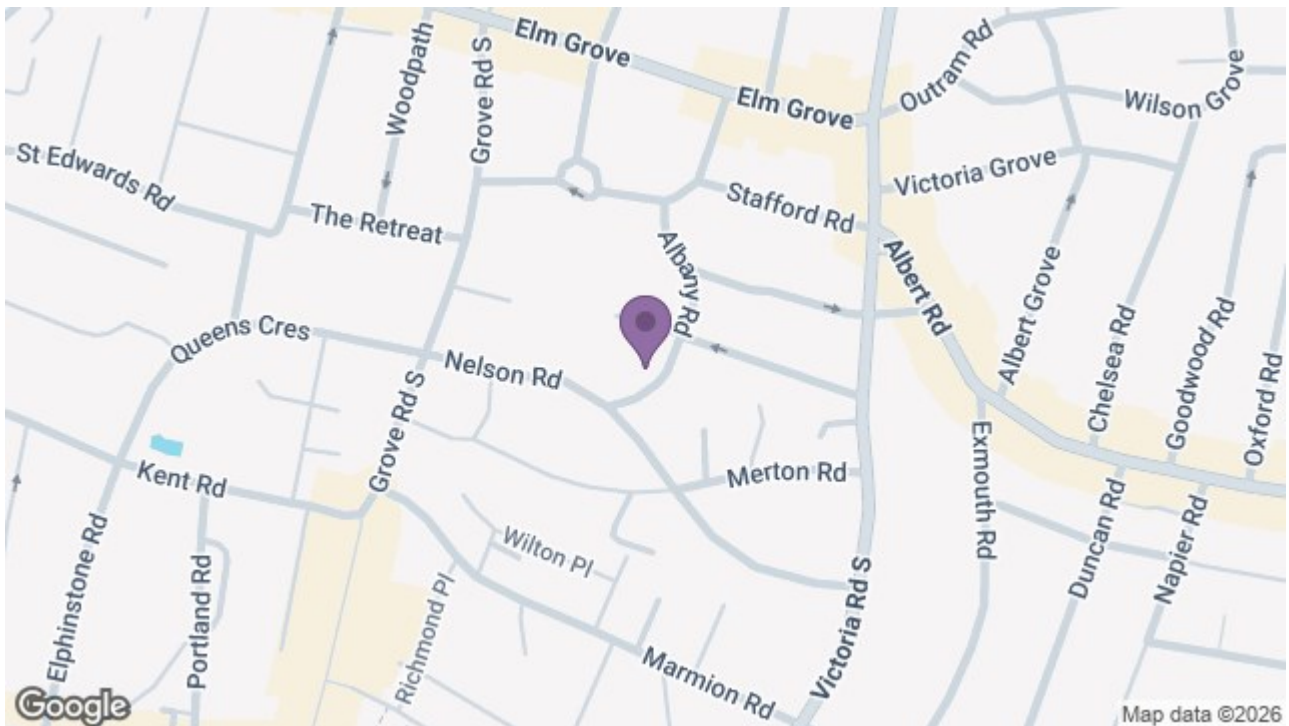 Elm Grove
Elm Grove
Outram Rd
Wilson Grove
Woodpath
Grove Rd S
St Edwards Rd
The Retreat
Victoria Grove
Stafford Rd
Albany Rd
Albert Rd
Albert Grove
Chelsea Rd
Goodwood Rd
Oxford Rd
Queens Cres
Nelson Rd
Grove Rd S
Kent Rd
Merton Rd
Exmouth Rd
Duncan Rd
Napier Rd
Elphinstone Rd
Portland Rd
Wilton Pl
Richmond Pl
Victoria Rd S
Marmion Rd
Google
Map data ©2026